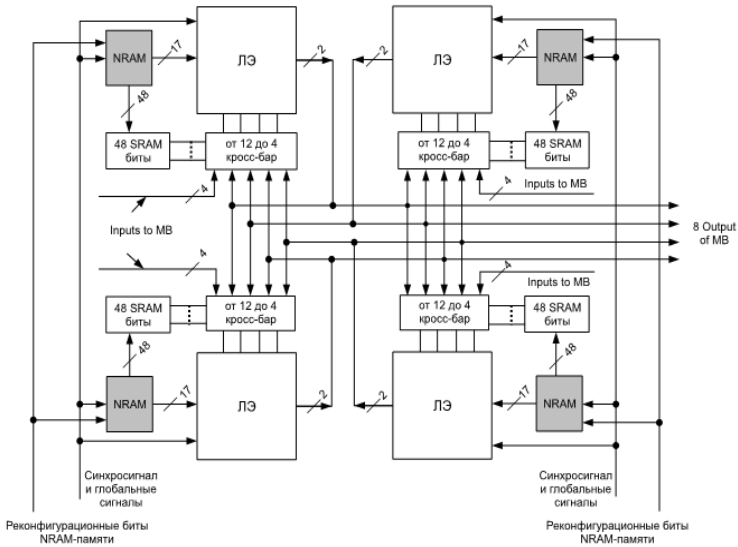 NRAM
17
ЛЭ
2
2
ЛЭ
17
NRAM
48
48
48 SRAM
биты
от 12 до 4
кросс-бар
от 12 до 4
кросс-бар
48 SRAM
биты
4
Inputs to MB
4
Inputs to MB
8 Output
of MB
4
4
Inputs to MB
48 SRAM
биты
от 12 до 4
кросс-бар
от 12 до 4
кросс-бар
48 SRAM
биты
48
48
NRAM
17
ЛЭ
2
2
ЛЭ
17
NRAM
Синхросигнал
и глобальные
сигналы
Синхросигнал
и глобальные
сигналы
Реконфигурационные биты
NRAM-памяти
Реконфигурационные биты
NRAM-памяти